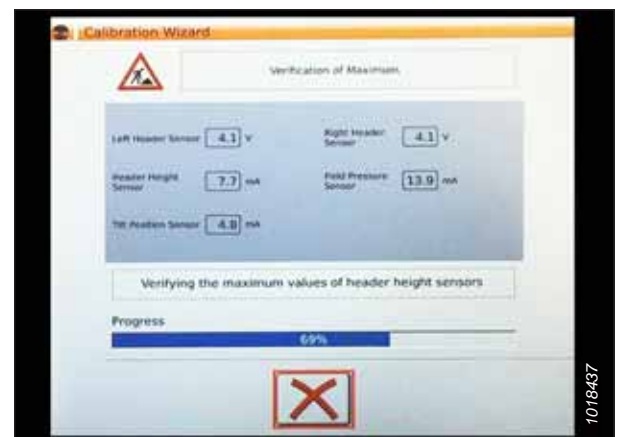 Calibration Wizard
Verification of Maximum
Left Header Sensor 4.1 V
Right Header
Sensor 4.1 V
Header Height
Sensor 7.7 mA
Field Pressure
Sensor 13.9 mA
Tilt Position Sensor 4.8 mA
Verifying the maximum values of header height sensors
Progress
69%
1018437